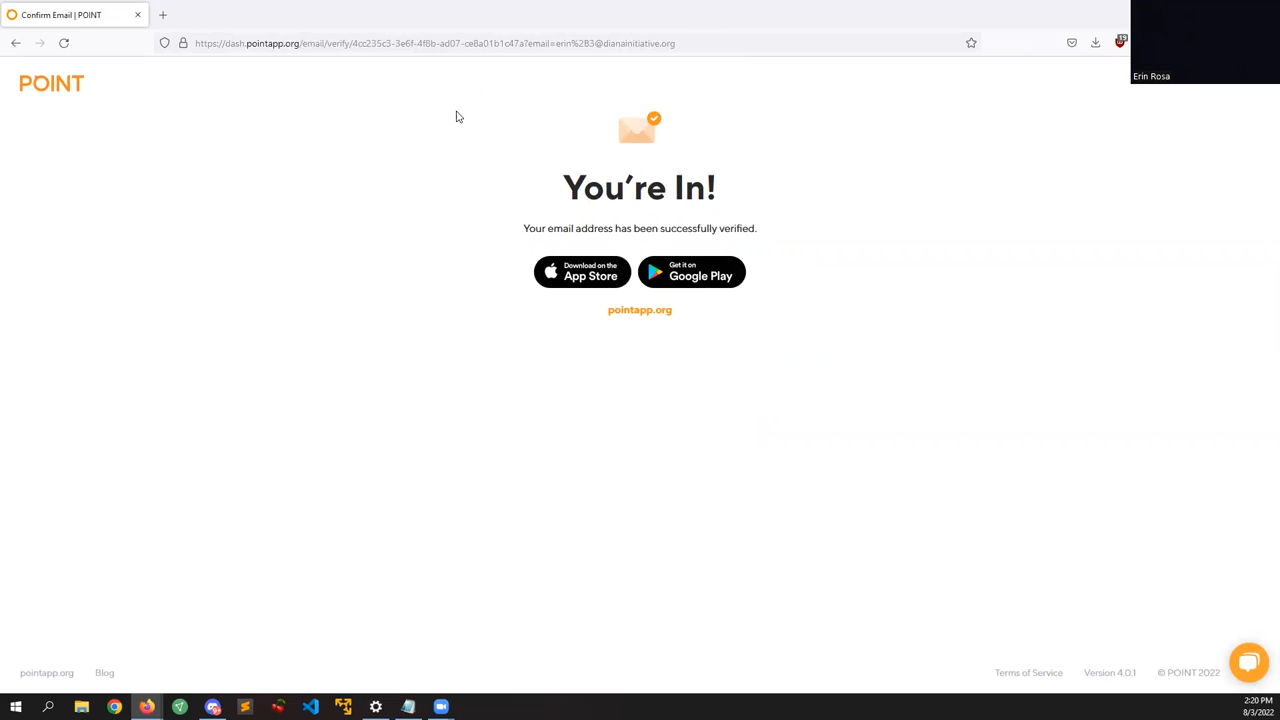 Confirm Email | POINT
https://dash.pointapp.org/email/verify/4cc235c3-3e6f-4f6b-ad07-ce8a01b1c47a?email=erin%2B3@dianainitiative.org
Erin Rosa
POINT
You're In!
Your email address has been successfully verified.
Download on the
App Store
Get it on
Google Play
pointapp.org
pointapp.org
Blog
Terms of Service
Version 4.0.1
© POINT 2022
2:20 PM
8/3/2022